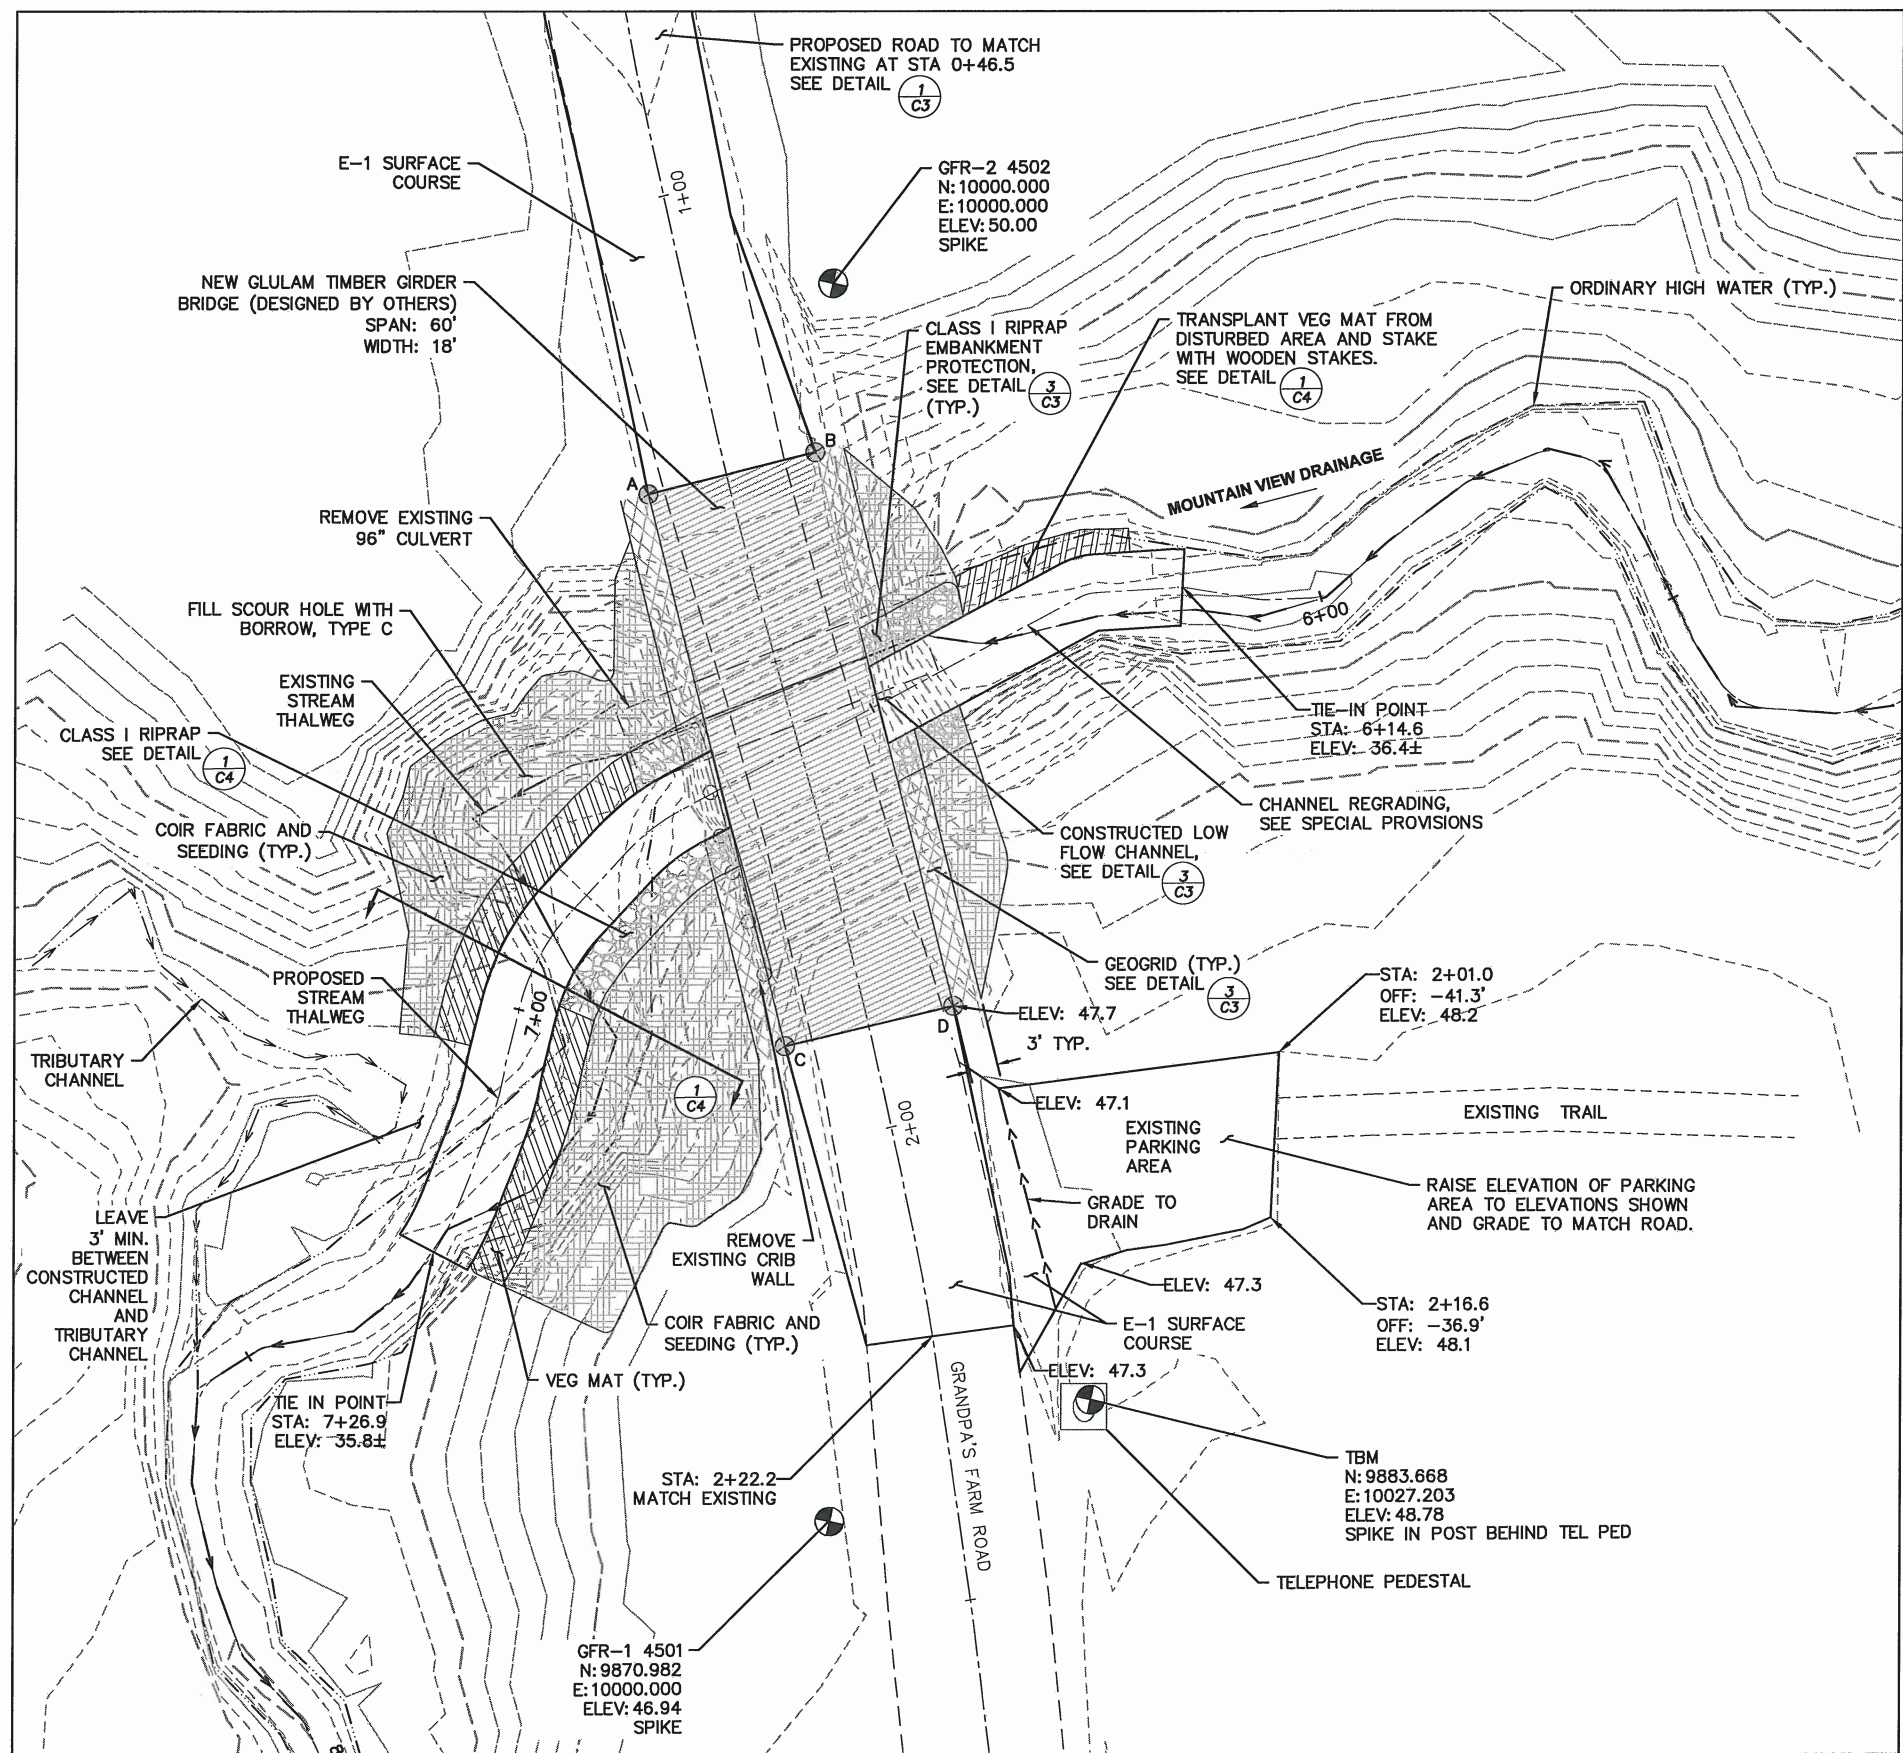 PROPOSED ROAD TO MATCH
EXISTING AT STA 0+46.5
SEE DETAIL 1
C3
E-1 SURFACE
COURSE
1+00
GFR-2 4502
N:10000.000
E:10000.000
ELEV:50.00
SPIKE
NEW GLULAM TIMBER GIRDER
BRIDGE (DESIGNED BY OTHERS)
SPAN: 60'
WIDTH: 18'
ORDINARY HIGH WATER (TYP.)
CLASS I RIPRAP
EMBANKMENT
PROTECTION,
SEE DETAIL 3
C3
(TYP.)
TRANSPLANT VEG MAT FROM
DISTURBED AREA AND STAKE
WITH WOODEN STAKES.
SEE DETAIL 1
C4
A
B
MOUNTAIN VIEW DRAINAGE
REMOVE EXISTING
96" CULVERT
FILL SCOUR HOLE WITH
BORROW, TYPE C
6+00
EXISTING
STREAM
THALWEG
TIE-IN POINT
STA: 6+14.6
ELEV: 36.4±
CLASS I RIPRAP
SEE DETAIL 1
C4
CHANNEL REGRADING,
SEE SPECIAL PROVISIONS
COIR FABRIC AND
SEEDING (TYP.)
CONSTRUCTED LOW
FLOW CHANNEL,
SEE DETAIL 3
C3
GEOGRID (TYP.)
SEE DETAIL 3
C3
STA: 2+01.0
OFF: -41.3'
ELEV: 48.2
PROPOSED
STREAM
THALWEG
7+00
D
ELEV: 47.7
3' TYP.
C
TRIBUTARY
CHANNEL
1
C4
2+00
ELEV: 47.1
EXISTING
PARKING
AREA
EXISTING TRAIL
RAISE ELEVATION OF PARKING
AREA TO ELEVATIONS SHOWN
AND GRADE TO MATCH ROAD.
GRADE TO
DRAIN
LEAVE
3' MIN.
BETWEEN
CONSTRUCTED
CHANNEL
AND
TRIBUTARY
CHANNEL
REMOVE
EXISTING CRIB
WALL
ELEV: 47.3
STA: 2+16.6
OFF: -36.9'
ELEV: 48.1
COIR FABRIC AND
SEEDING (TYP.)
E-1 SURFACE
COURSE
ELEV: 47.3
VEG MAT (TYP.)
TIE IN POINT
STA: 7+26.9
ELEV: 35.8±
GRANDPA'S FARM ROAD
STA: 2+22.2
MATCH EXISTING
TBM
N:9883.668
E:10027.203
ELEV:48.78
SPIKE IN POST BEHIND TEL PED
TELEPHONE PEDESTAL
GFR-1 4501
N:9870.982
E:10000.000
ELEV:46.94
SPIKE